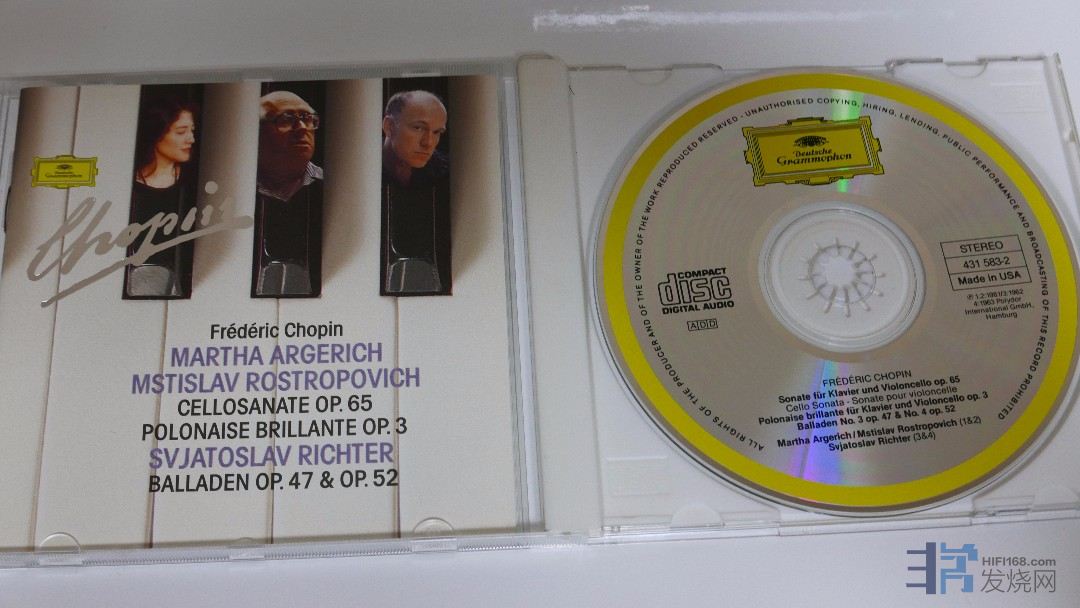 Deutsche
Grammophon
Chopin
Frédéric Chopin
MARTHA ARGERICH
MSTISLAV ROSTROPOVICH
CELLOSANATE OP. 65
POLONAISE BRILLANTE OP. 3
SVJATOSLAV RICHTER
BALLADEN OP. 47 & OP. 52
ALL RIGHTS OF THE PRODUCER AND OF THE OWNER OF THE WORK REPRODUCED RESERVED - UNAUTHORISED COPYING, HIRING, LENDING, PUBLIC PERFORMANCE AND BROADCASTING OF THIS RECORD PROHIBITED
Deutsche
Grammophon
COMPACT
disc
DIGITAL AUDIO
ADD
STEREO
431 583-2
Made in USA
International GmbH,
Hamburg
FRÉDÉRIC CHOPIN
Sonate für Klavier und Violoncello op. 65
Cello Sonata - Sonate pour violoncelle
Polonaise brillante für Klavier und Violoncello op. 3
Balladen No. 3 op. 47 & No. 4 op. 52
Martha Argerich/Mstislav Rostropovich (1&2)
Svjatoslav Richter (3&4)
HIFI168.com
发烧网